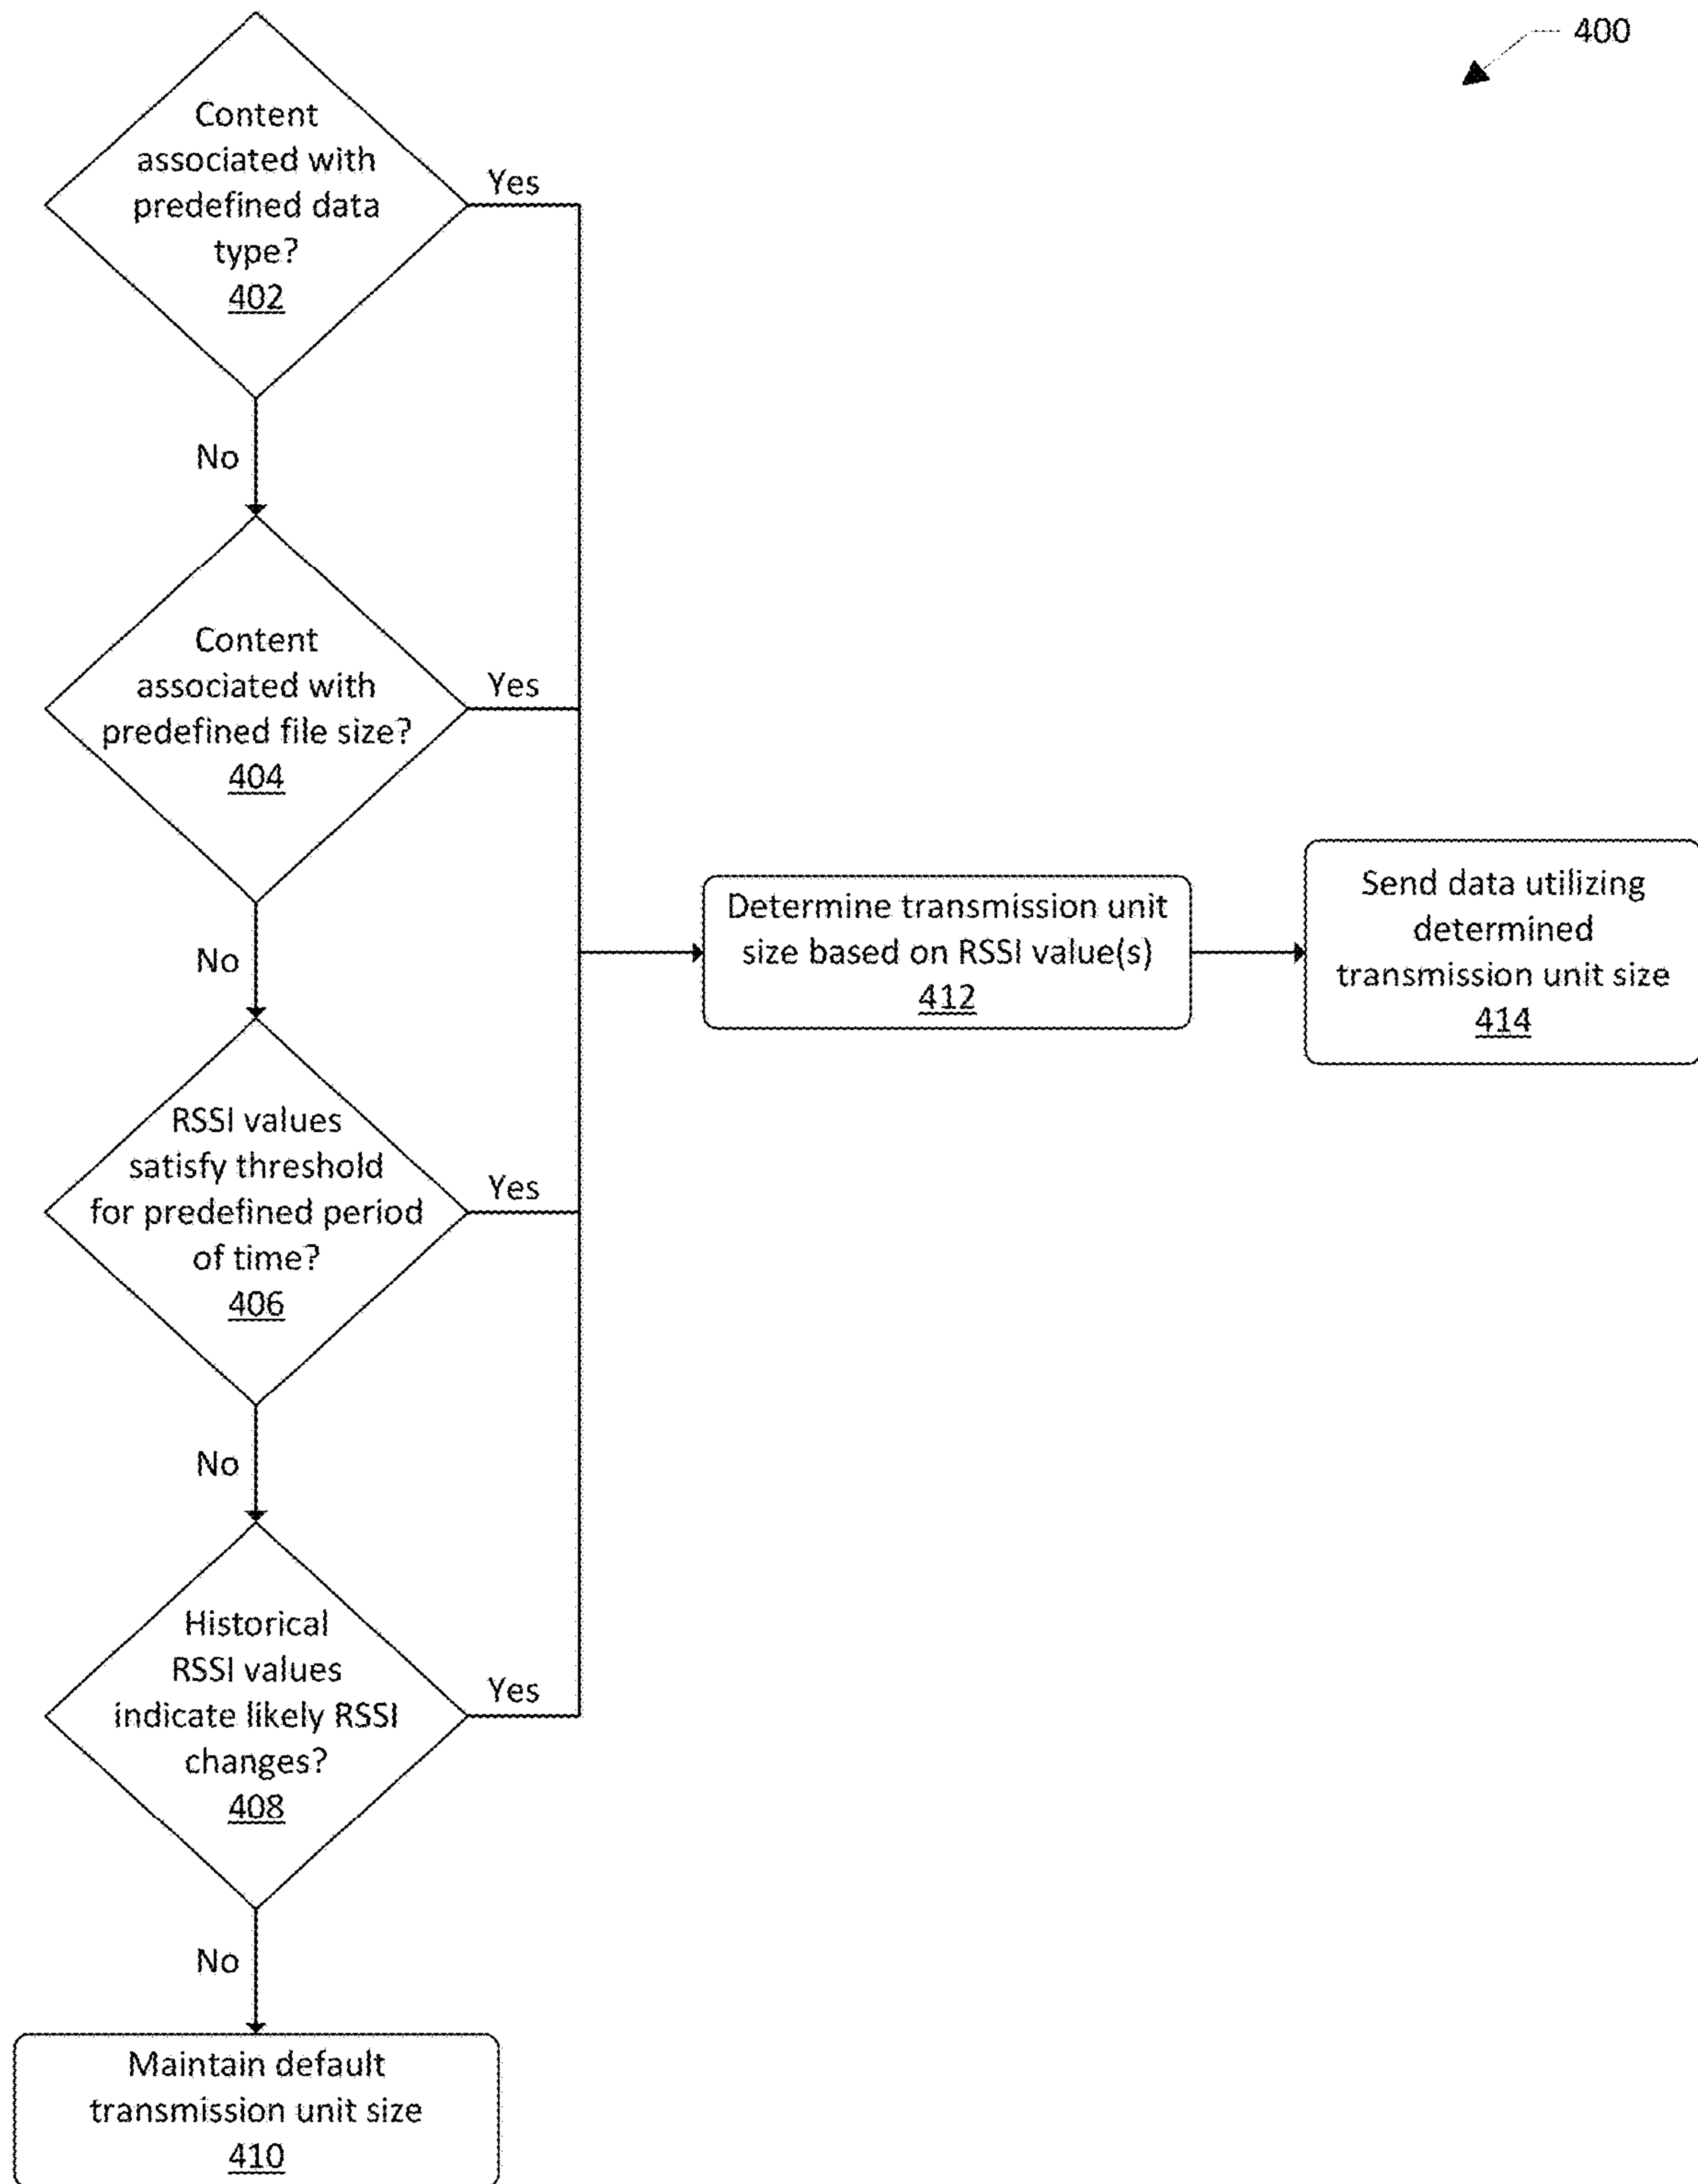 400
Content
associated with
predefined data
type?
402
Yes
No
Content
associated with
predefined file size?
404
Yes
No
RSSI values
satisfy threshold
for predefined period
of time?
406
Yes
No
Historical
RSSI values
indicate likely RSSI
changes?
408
Yes
No
Maintain default
transmission unit size
410
Determine transmission unit
size based on RSSI value(s)
412
Send data utilizing
determined
transmission unit size
414